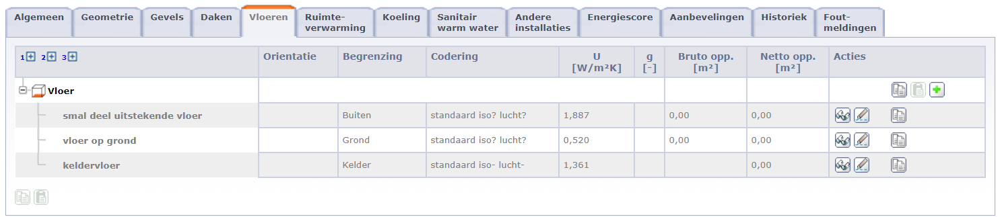 Algemeen Geometrie Gevels Daken Vloeren Ruimte- Koeling Sanitair Andere Energiescore Aanbevelingen Historiek Fout-
verwarming warm water installaties meldingen
1 2 3 Orientatie Begrenzing Codering U g Bruto opp. Netto opp. Acties
[W/m²K] [-] [m²] [m²]
Vloer
smal deel uitstekende vloer Buiten standaard iso? lucht? 1,887 0,00 0,00
vloer op grond Grond standaard iso? lucht? 0,520 0,00 0,00
keldervloer Kelder standaard iso- lucht- 1,361 0,00